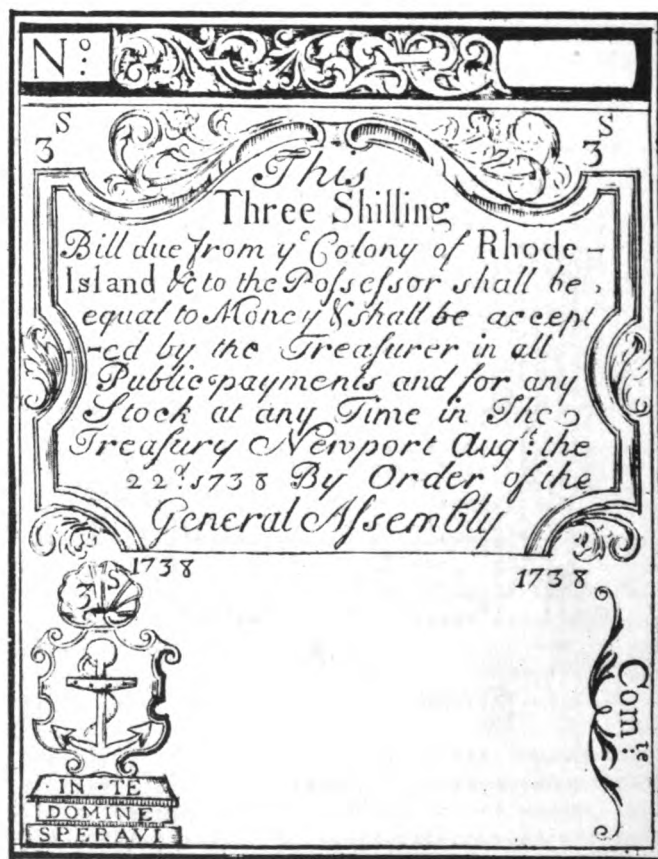 Nº:
3ˢ 3ˢ
This
Three Shilling
Bill due from yᵉ Colony of Rhode-
Island &c to the Poſseſsor shall be
equal to Money & shall be accept
-ed by the Treaſurer in all
Public payments and for any
Stock at any Time in The
Treaſury Newport Augˢᵗ: the
22ᵈ: 1738 By Order of the
General Aſsembly
1738 1738
3 S
IN · TE
DOMINE
SPERAVI
Comᵗᵉ: